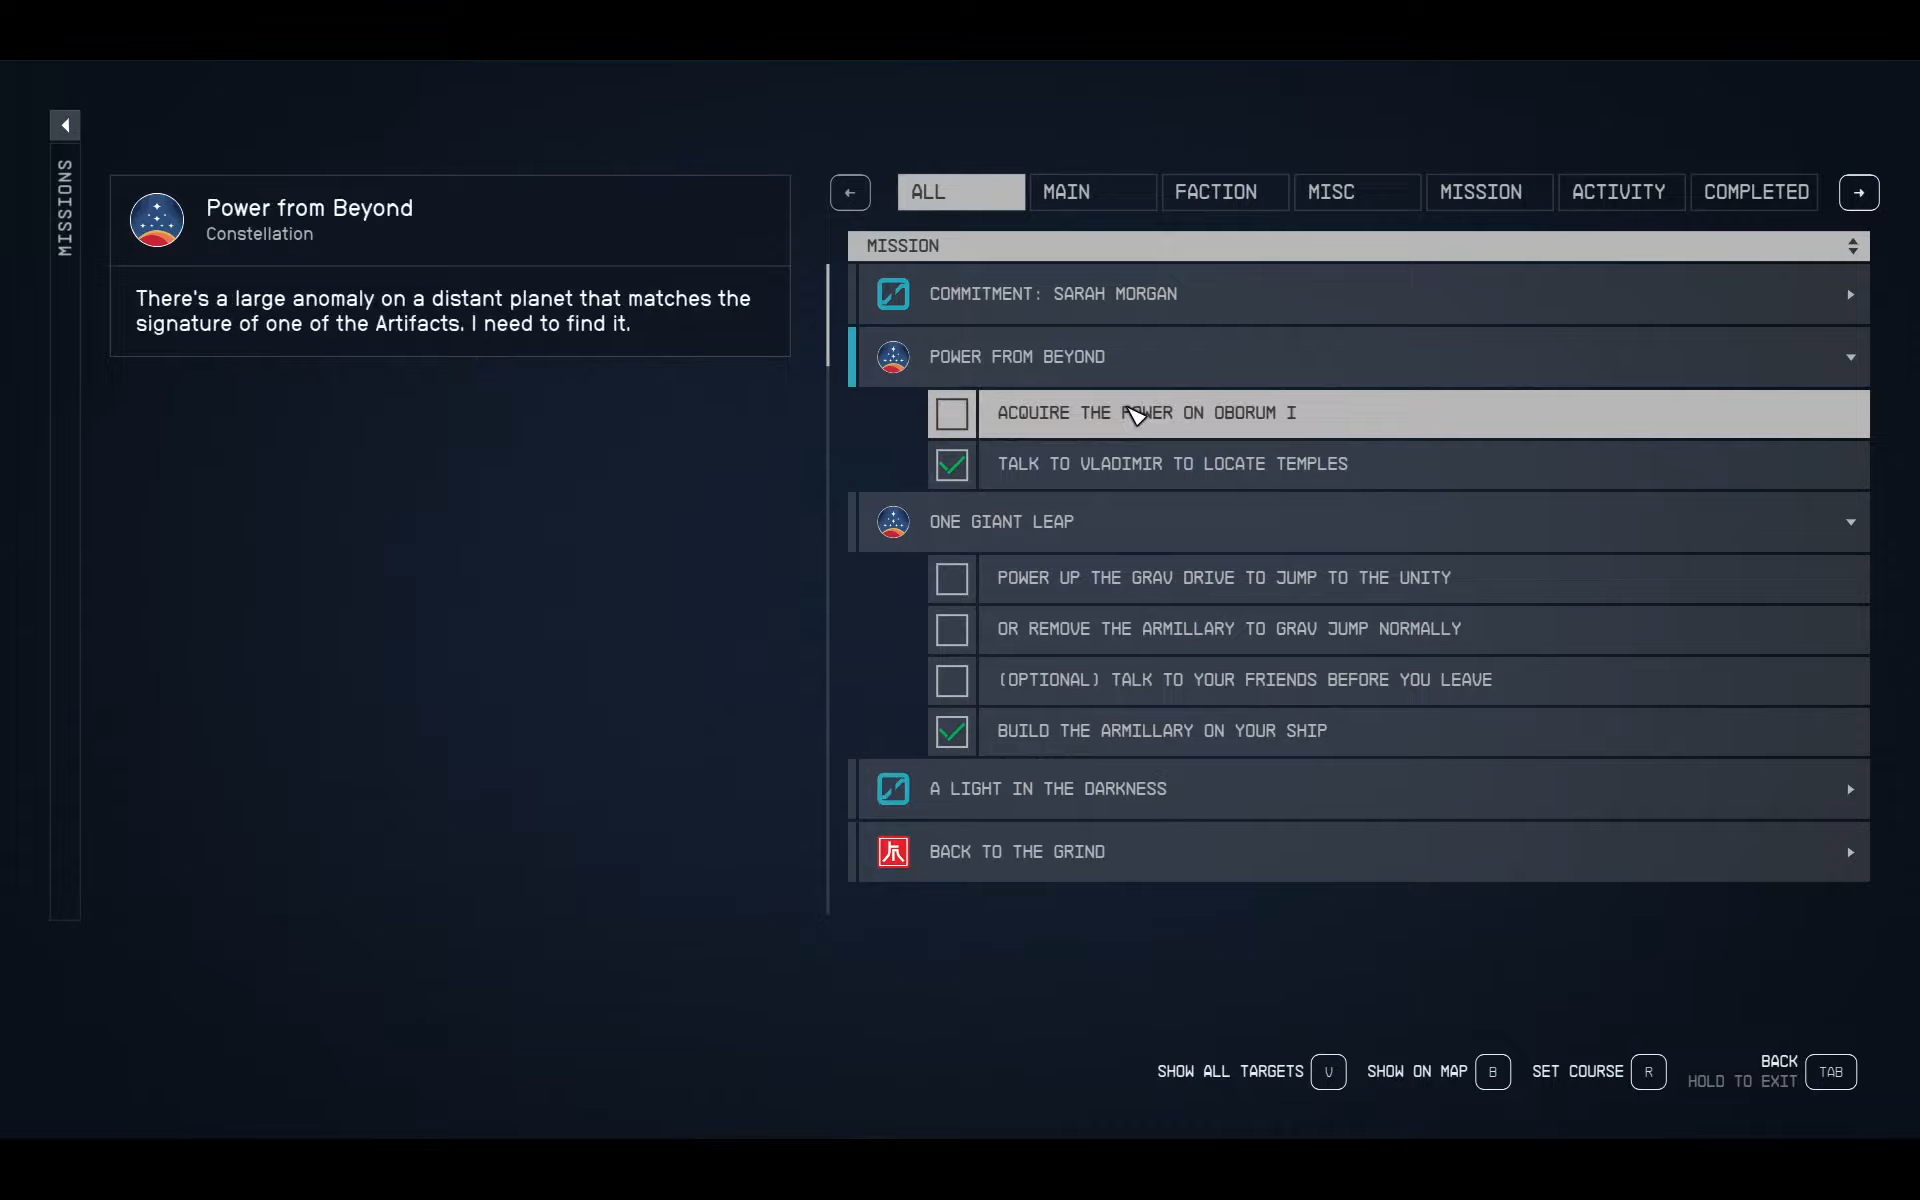 MISSIONS
Power from Beyond
Constellation
There's a large anomaly on a distant planet that matches the
signature of one of the Artifacts. I need to find it.
ALL
MAIN
FACTION
MISC
MISSION
ACTIVITY
COMPLETED
MISSION
COMMITMENT: SARAH MORGAN
POWER FROM BEYOND
ACQUIRE THE POWER ON OBORUM I
TALK TO VLADIMIR TO LOCATE TEMPLES
ONE GIANT LEAP
POWER UP THE GRAV DRIVE TO JUMP TO THE UNITY
OR REMOVE THE ARMILLARY TO GRAV JUMP NORMALLY
(OPTIONAL) TALK TO YOUR FRIENDS BEFORE YOU LEAVE
BUILD THE ARMILLARY ON YOUR SHIP
A LIGHT IN THE DARKNESS
BACK TO THE GRIND
SHOW ALL TARGETS V
SHOW ON MAP B
SET COURSE R
BACK
HOLD TO EXIT
TAB